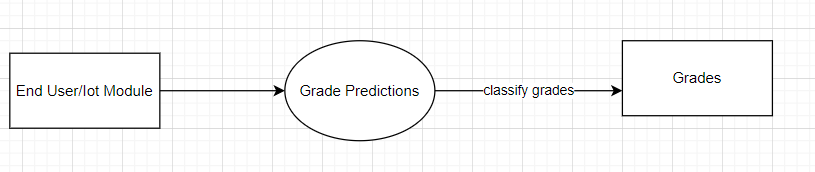 End User/Iot Module
Grade Predictions
classify grades
Grades